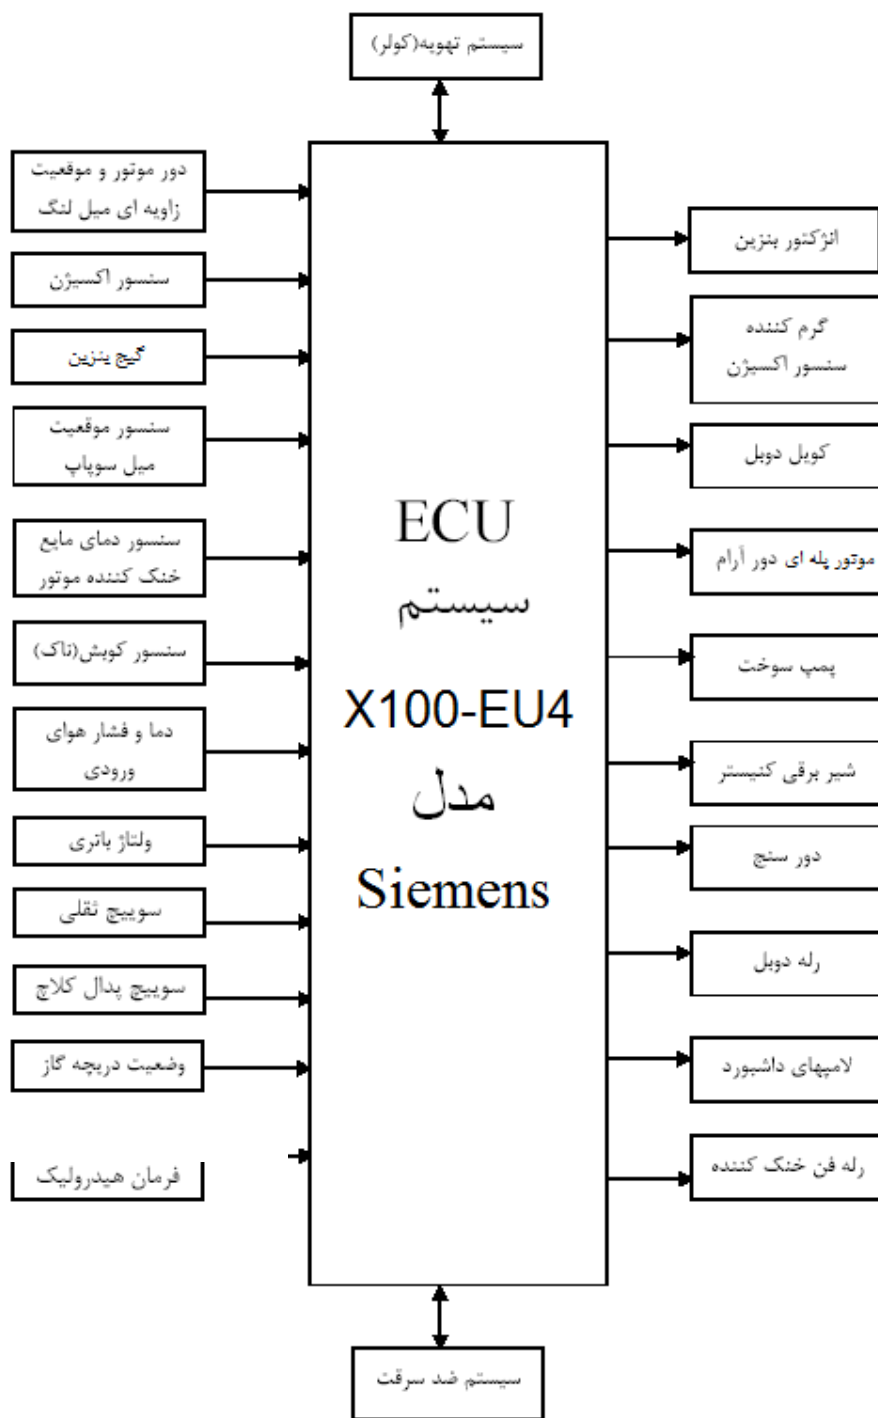 سیستم تهویه(کولر)
دور موتور و موقعیت
زاویه ای میل لنگ
سنسور اکسیژن
گیج بنزین
سنسور موقعیت
میل سوپاپ
سنسور دمای مایع
خنک کننده موتور
سنسور کوبش(ناک)
دما و فشار هوای
ورودی
ولتاژ باتری
سوییچ ثقلی
سوییچ پدال کلاچ
وضعیت دریچه گاز
فرمان هیدرولیک
ECU
سیستم
X100-EU4
مدل
Siemens
انژکتور بنزین
گرم کننده
سنسور اکسیژن
کویل دوبل
موتور پله ای دور آرام
پمپ سوخت
شیر برقی کنیستر
دور سنج
رله دوبل
لامپهای داشبورد
رله فن خنک کننده
سیستم ضد سرقت